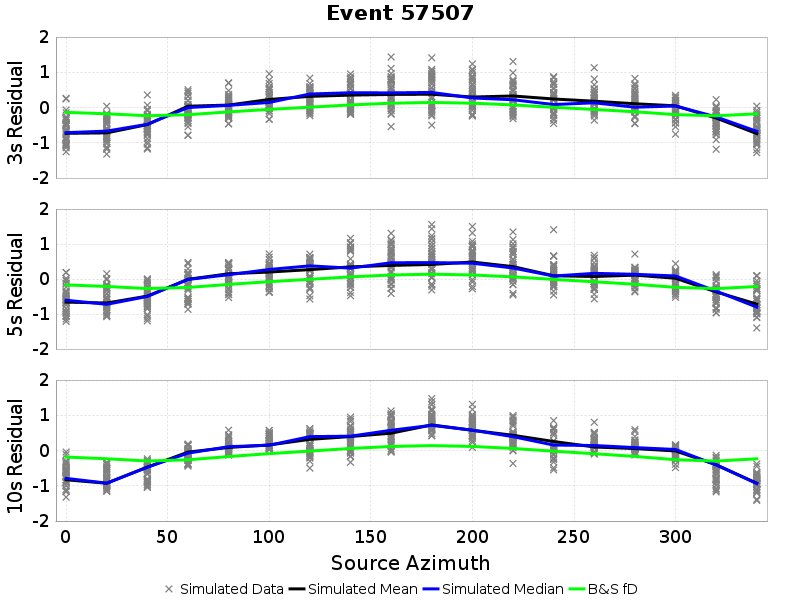 Event 57507
3s Residual
2
1
0
-1
-2
5s Residual
2
1
0
-1
-2
10s Residual
2
1
0
-1
-2
0 50 100 150 200 250 300
Source Azimuth
Simulated Data Simulated Mean Simulated Median B&S fD